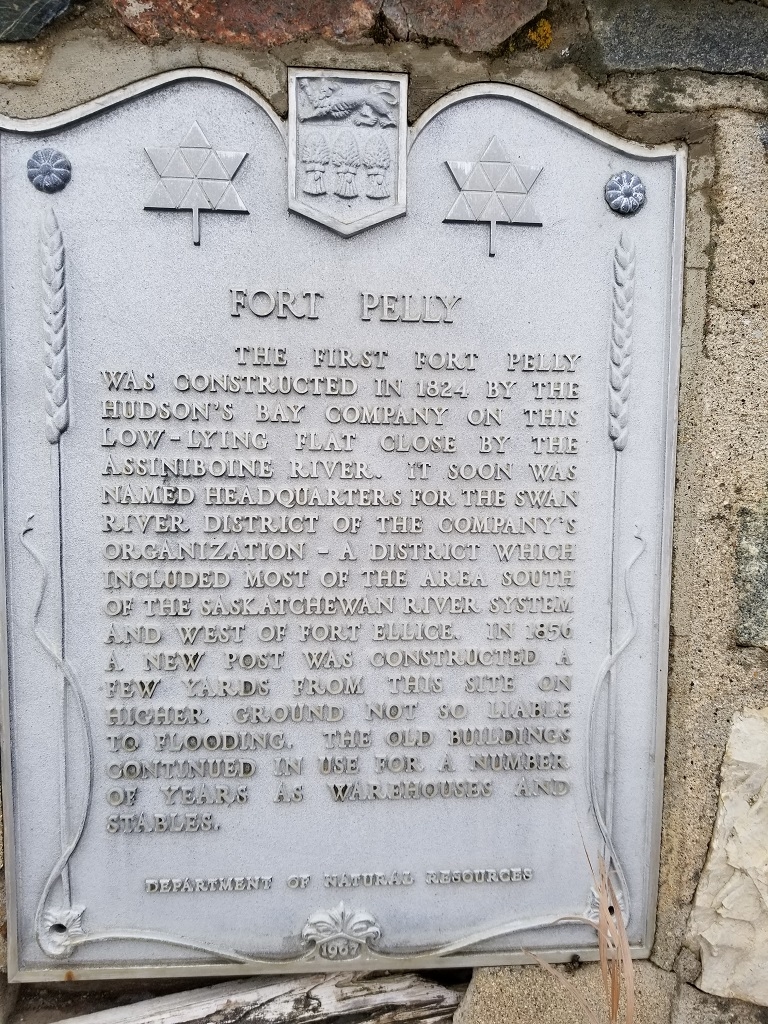 FORT PELLY
THE FIRST FORT PELLY
WAS CONSTRUCTED IN 1824 BY THE
HUDSON'S BAY COMPANY ON THIS
LOW-LYING FLAT CLOSE BY THE
ASSINIBOINE RIVER. IT SOON WAS
NAMED HEADQUARTERS FOR THE SWAN
RIVER DISTRICT OF THE COMPANY'S
ORGANIZATION - A DISTRICT WHICH
INCLUDED MOST OF THE AREA SOUTH
OF THE SASKATCHEWAN RIVER SYSTEM
AND WEST OF FORT ELLICE. IN 1856
A NEW POST WAS CONSTRUCTED A
FEW YARDS FROM THIS SITE ON
HIGHER GROUND NOT SO LIABLE
TO FLOODING. THE OLD BUILDINGS
CONTINUED IN USE FOR A NUMBER
OF YEARS AS WAREHOUSES AND
STABLES.
DEPARTMENT OF NATURAL RESOURCES
1967